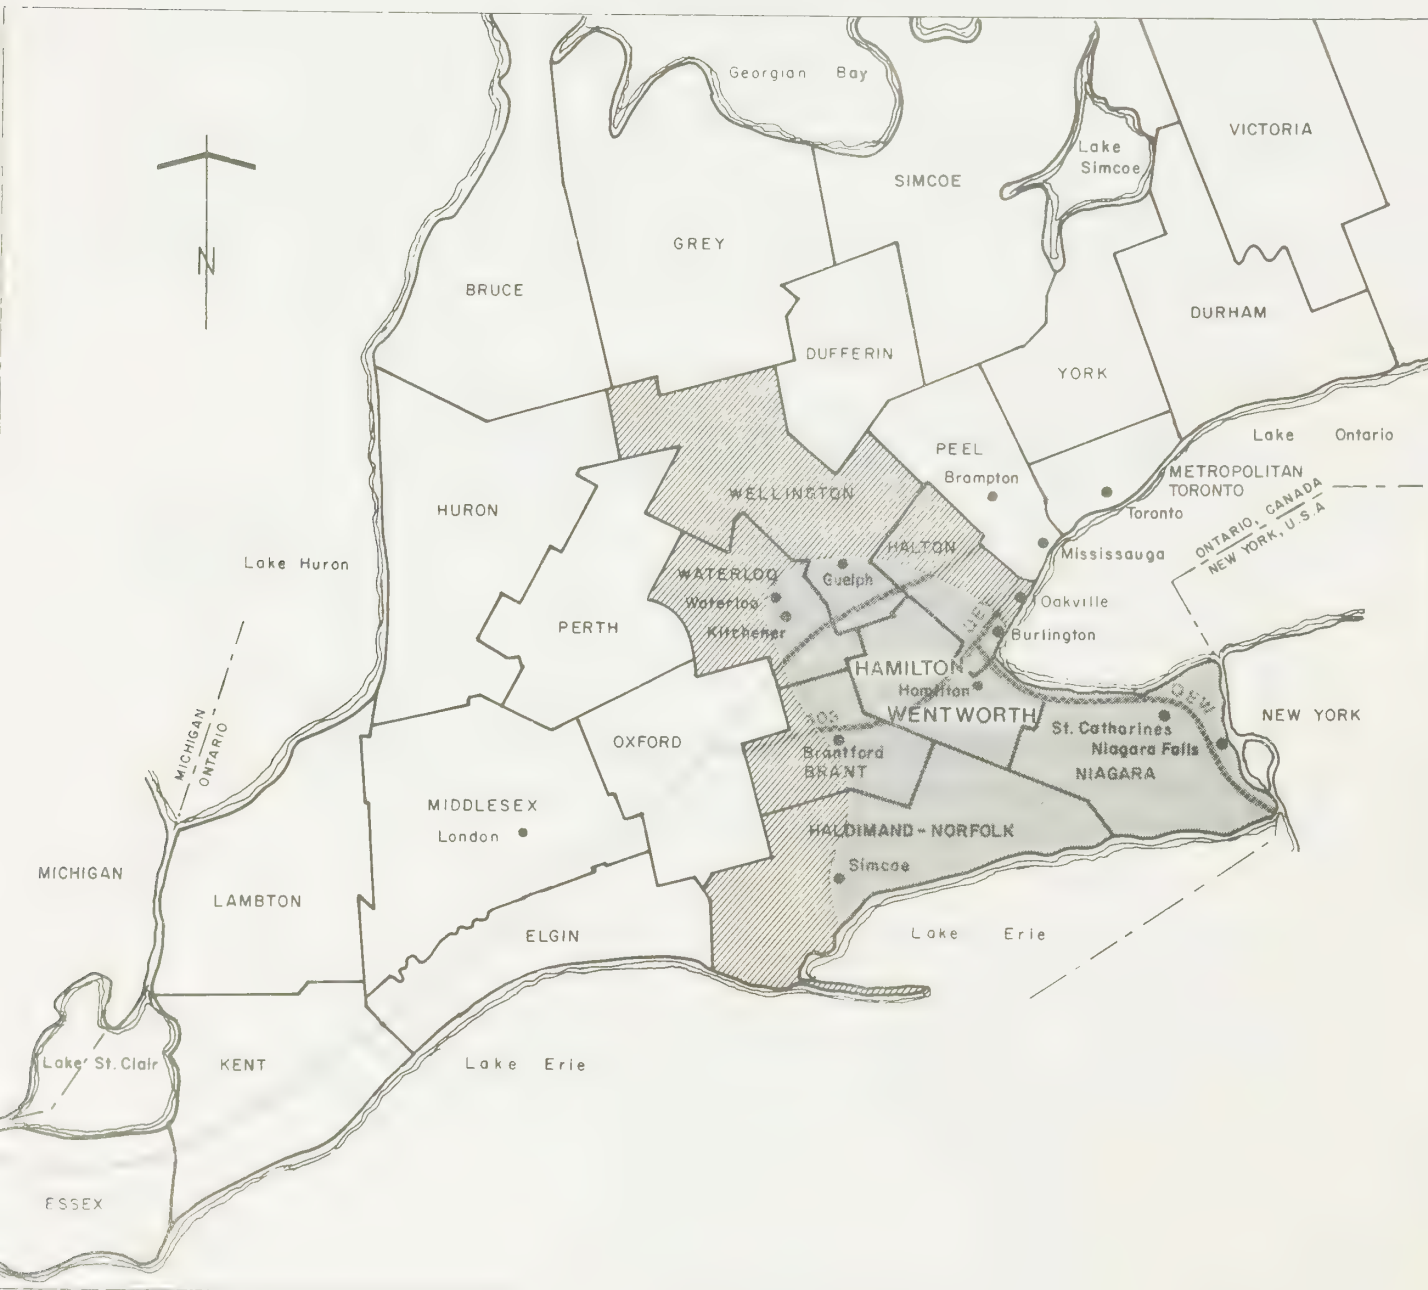 Georgian Bay
VICTORIA
Lake
Simcoe
SIMCOE
GREY
N
BRUCE
DURHAM
DUFFERIN
YORK
Lake Ontario
PEEL
Brampton
METROPOLITAN
TORONTO
Toronto
WELLINGTON
HURON
ONTARIO, CANADA
NEW YORK, U.S.A
HALTON
Mississauga
Lake Huron
WATERLOO
Guelph
Waterloo
Oakville
QEW
PERTH
Kitchener
Burlington
HAMILTON
Hamilton
WENTWORTH
QEW
NEW YORK
403
St. Catharines
Niagara Falls
NIAGARA
OXFORD
Brantford
BRANT
MICHIGAN
ONTARIO
MIDDLESEX
London
HALDIMAND-NORFOLK
Simcoe
MICHIGAN
LAMBTON
ELGIN
Lake Erie
Lake St. Clair
KENT
Lake Erie
ESSEX